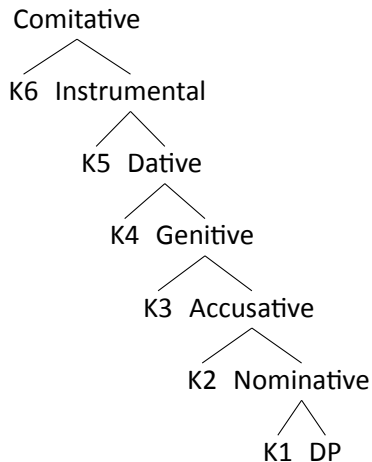 Comitative
K6 Instrumental
K5 Dative
K4 Genitive
K3 Accusative
K2 Nominative
K1 DP